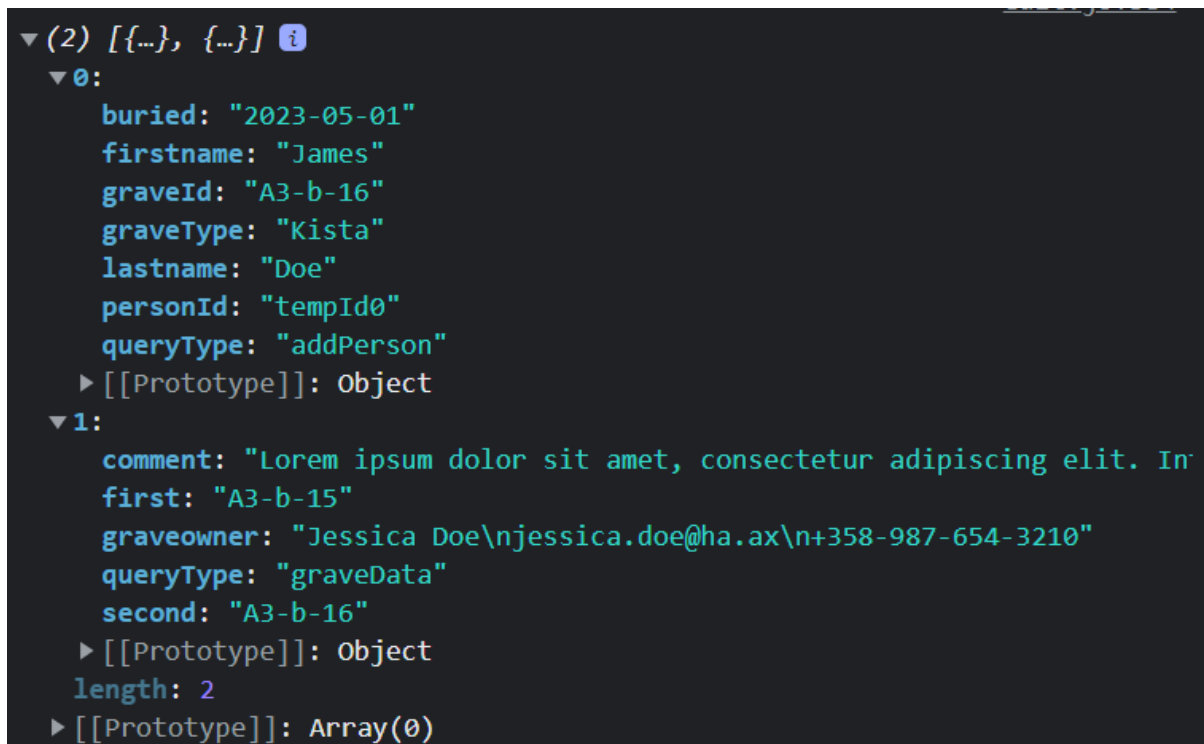 ▼(2) [{…}, {…}] i
▼0:
buried: "2023-05-01"
firstname: "James"
graveId: "A3-b-16"
graveType: "Kista"
lastname: "Doe"
personId: "tempId0"
queryType: "addPerson"
▶[[Prototype]]: Object
▼1:
comment: "Lorem ipsum dolor sit amet, consectetur adipiscing elit. In
first: "A3-b-15"
graveowner: "Jessica Doe\njessica.doe@ha.ax\n+358-987-654-3210"
queryType: "graveData"
second: "A3-b-16"
▶[[Prototype]]: Object
length: 2
▶[[Prototype]]: Array(0)